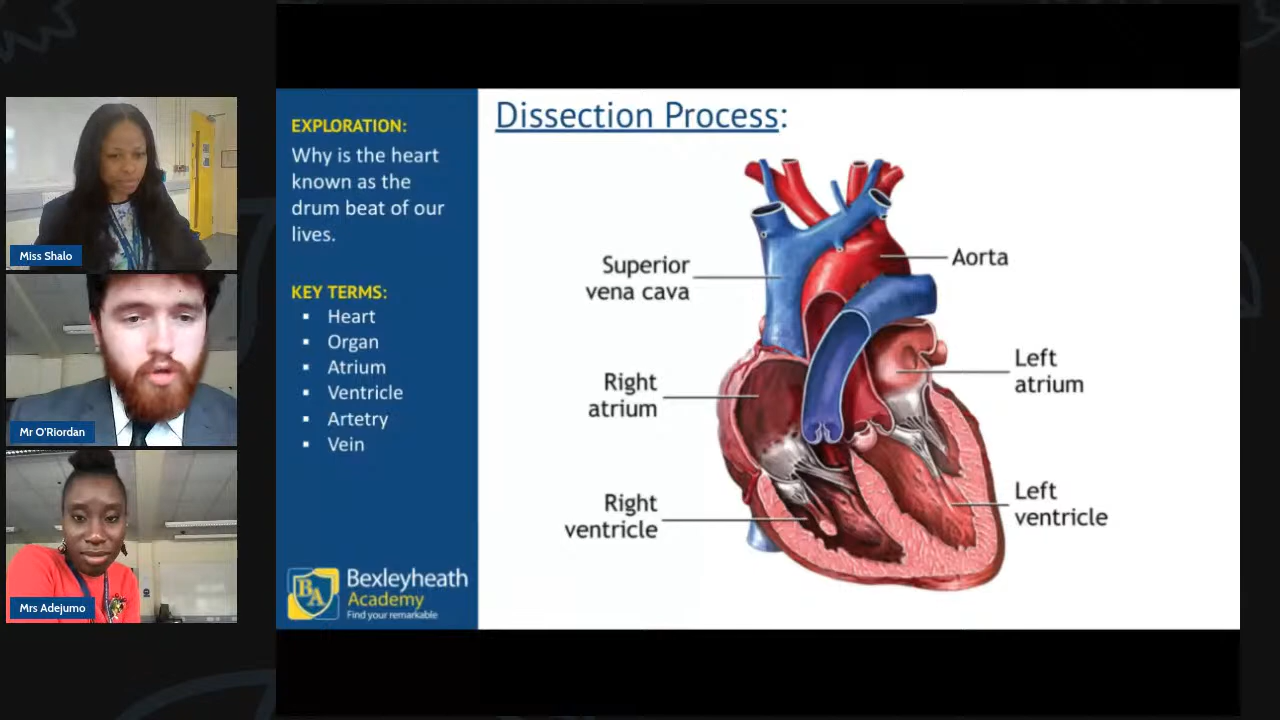 Miss Shalo
Mr O'Riordan
Mrs Adejumo
EXPLORATION:
Why is the heart
known as the
drum beat of our
lives.
KEY TERMS:
▪ Heart
▪ Organ
▪ Atrium
▪ Ventricle
▪ Artetry
▪ Vein
BA
Bexleyheath
Academy
Find your remarkable
Dissection Process:
Superior
vena cava
Aorta
Right
atrium
Left
atrium
Right
ventricle
Left
ventricle